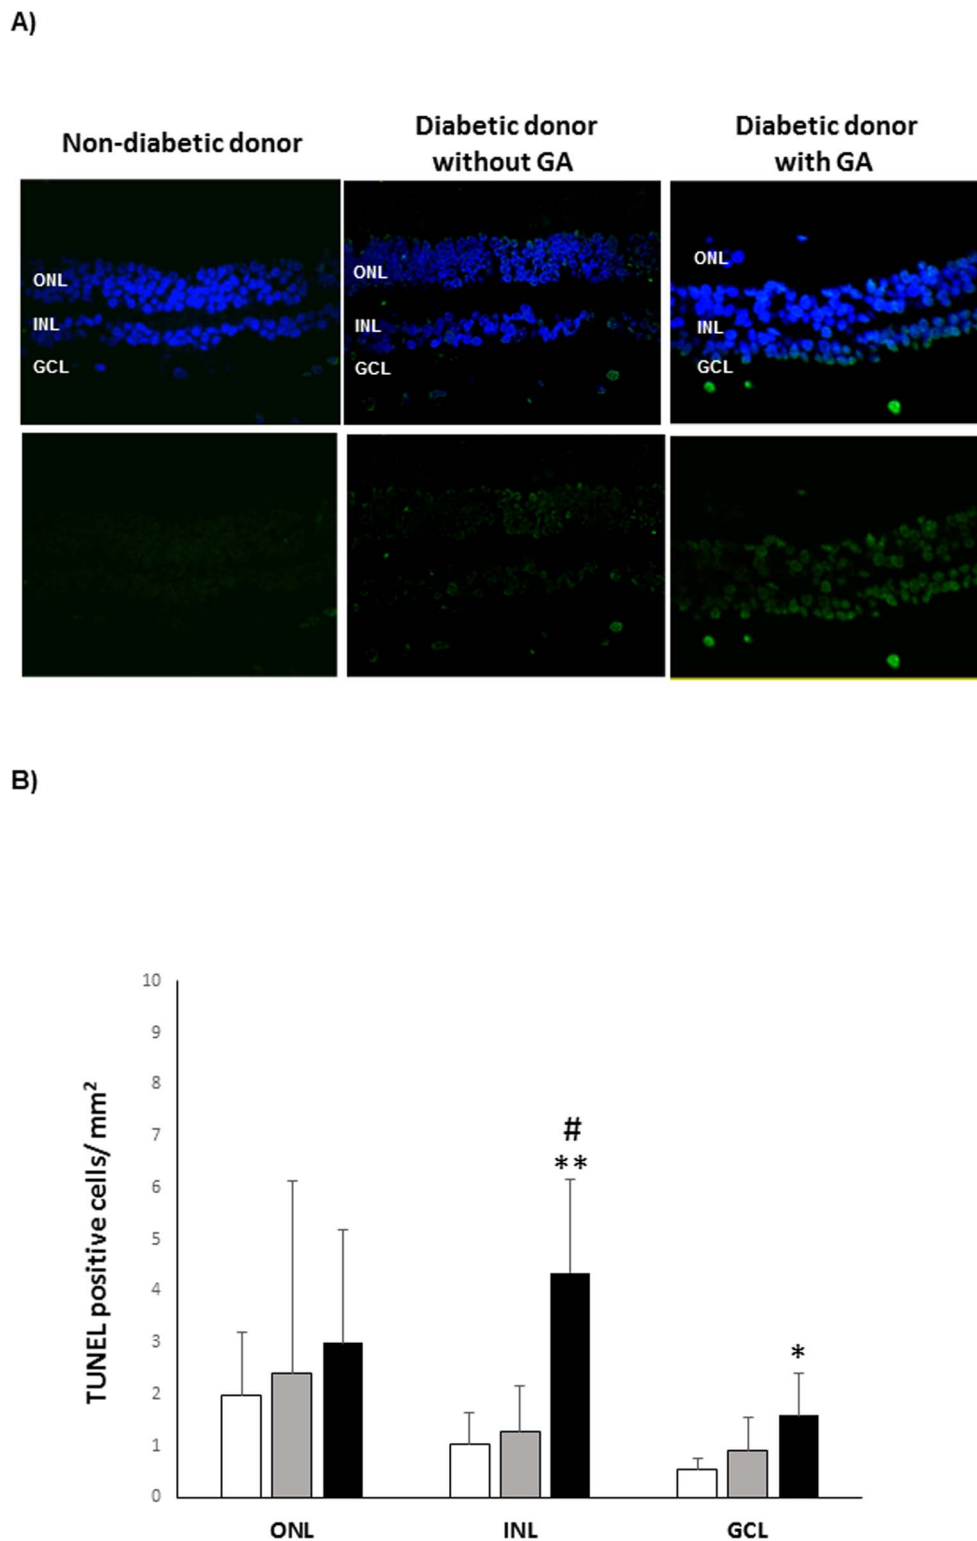 A)
Non-diabetic donor
Diabetic donor
without GA
Diabetic donor
with GA
ONL
INL
GCL
ONL
INL
GCL
ONL
INL
GCL
B)
TUNEL positive cells/mm²
10
9
8
7
6
5
4
3
2
1
0
#
**
*
ONL
INL
GCL